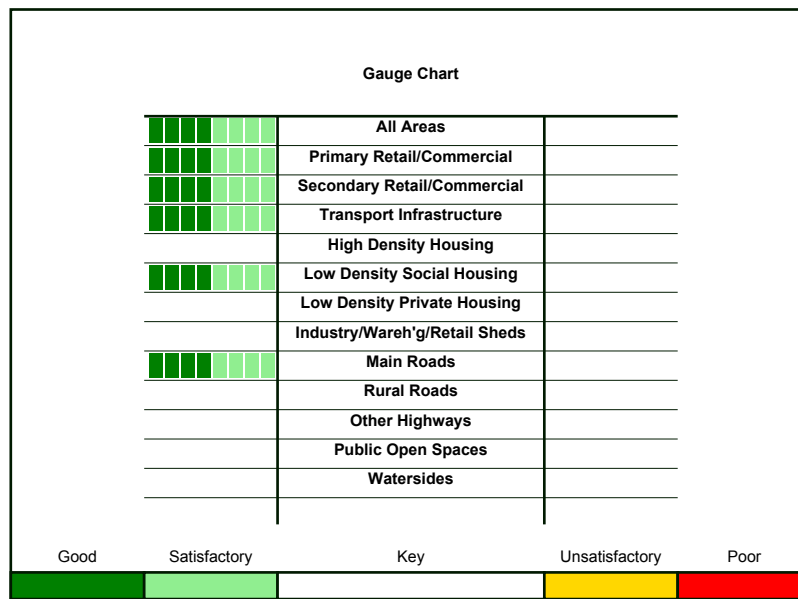 Gauge Chart
All Areas
Primary Retail/Commercial
Secondary Retail/Commercial
Transport Infrastructure
High Density Housing
Low Density Social Housing
Low Density Private Housing
Industry/Wareh'g/Retail Sheds
Main Roads
Rural Roads
Other Highways
Public Open Spaces
Watersides
Good Satisfactory Key Unsatisfactory Poor